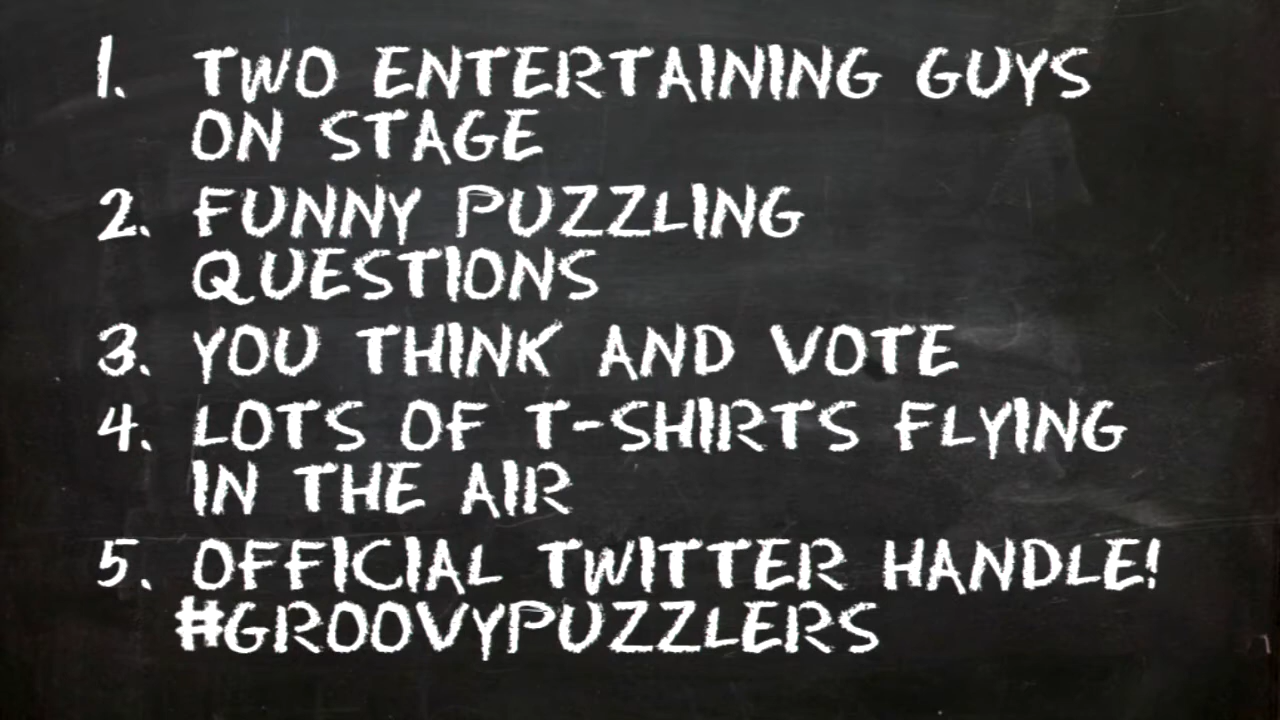 1. TWO ENTERTAINING GUYS
ON STAGE
2. FUNNY PUZZLING
QUESTIONS
3. YOU THINK AND VOTE
4. LOTS OF T-SHIRTS FLYING
IN THE AIR
5. OFFICIAL TWITTER HANDLE!
#GROOVYPUZZLERS